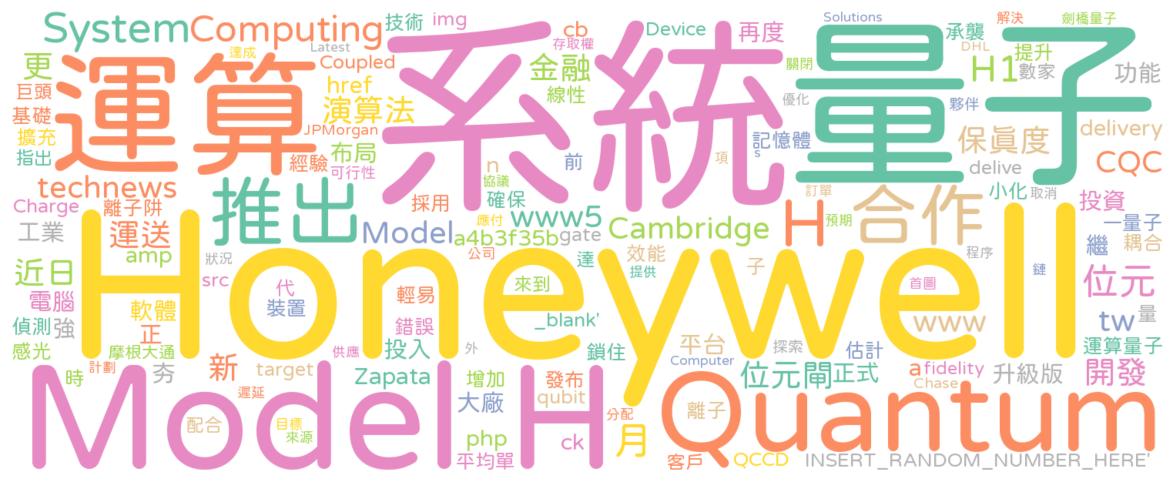 System
Computing
技術
img
cb
存取權
Device
再度
Solutions
承襲
解決
DHL
劍橋量子
更
達成
Latest
Coupled
巨頭
運算
系統
量子
金融
線性
關閉
H1
提升
數家
功能
href
基礎
演算法
優化
夥伴
擴充
JPMorgan
指出
經驗
布局
可行性
n
前
記憶體
s
項
保真度
delivery
technews
推出
協議
確保
delive
CQC
Charge
離子阱
採用
應付
www5
合作
訂單
小化
取消
投資
工業
運送
Model
a4b3f35b
gate
Cambridge
H
預期
繼
一量子
耦合
amp
公司
效能
達
近日
狀況
src
Honeywell
來到
提供
子
程序
鏈
位元
電腦
代
裝置
輕易
首圖
量
偵測
強
軟體
_blank'
www
tw
正
錯誤
感光
摩根大通
供應
投入
外
鎖住
平台
探索
估計
運算量子
時
計劃
夯
新
target
Zapata
增加
發布
Computer
位元閘
正式
a
fidelity
升級版
開發
遲延
大廠
qubit
Chase
Model
H
Quantum
配合
目標
來源
php
ck
分配
月
離子
平均單
客戶
QCCD
INSERT_RANDOM_NUMBER_HERE'